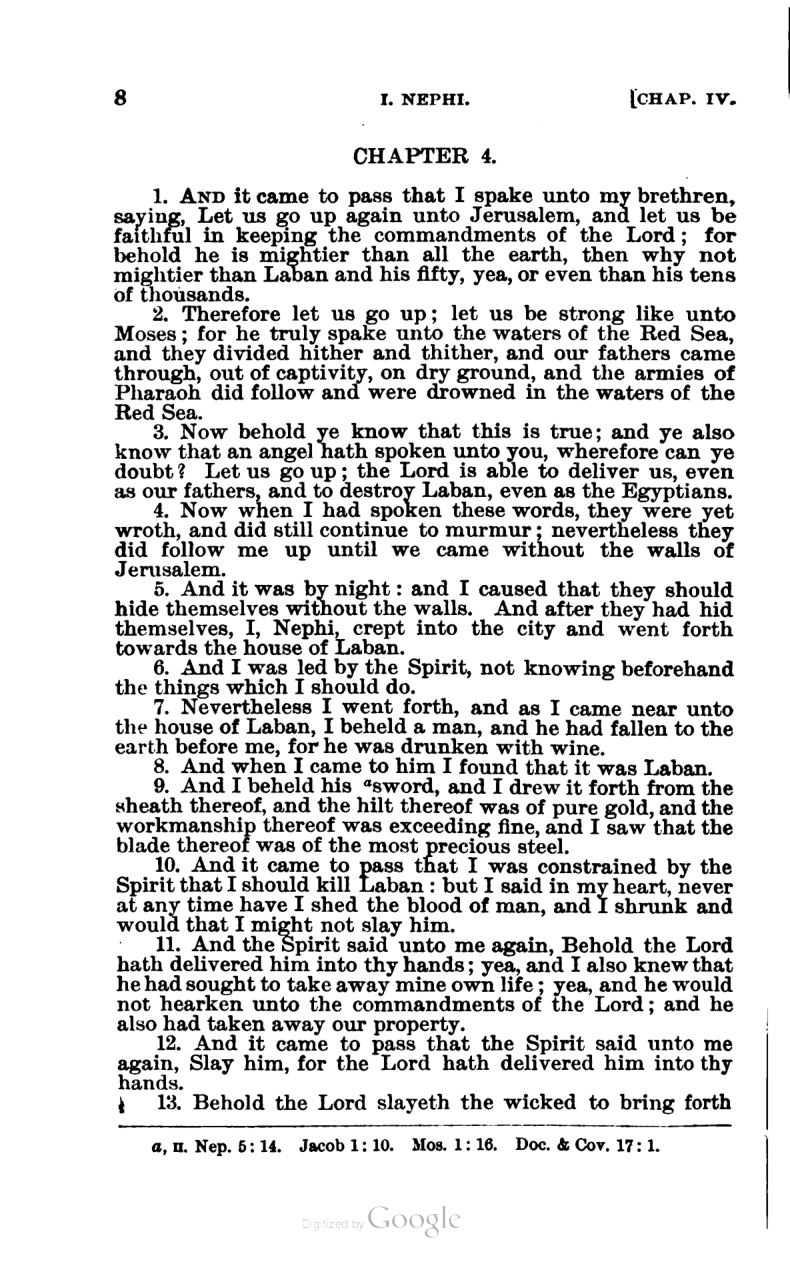 8 I. NEPHI. [CHAP. IV.
CHAPTER 4.
1. AND it came to pass that I spake unto my brethren,
saying, Let us go up again unto Jerusalem, and let us be
faithful in keeping the commandments of the Lord; for
behold he is mightier than all the earth, then why not
mightier than Laban and his fifty, yea, or even than his tens
of thousands.
2. Therefore let us go up; let us be strong like unto
Moses; for he truly spake unto the waters of the Red Sea,
and they divided hither and thither, and our fathers came
through, out of captivity, on dry ground, and the armies of
Pharaoh did follow and were drowned in the waters of the
Red Sea.
3. Now behold ye know that this is true; and ye also
know that an angel hath spoken unto you, wherefore can ye
doubt? Let us go up; the Lord is able to deliver us, even
as our fathers, and to destroy Laban, even as the Egyptians.
4. Now when I had spoken these words, they were yet
wroth, and did still continue to murmur; nevertheless they
did follow me up until we came without the walls of
Jerusalem.
5. And it was by night: and I caused that they should
hide themselves without the walls. And after they had hid
themselves, I, Nephi, crept into the city and went forth
towards the house of Laban.
6. And I was led by the Spirit, not knowing beforehand
the things which I should do.
7. Nevertheless I went forth, and as I came near unto
the house of Laban, I beheld a man, and he had fallen to the
earth before me, for he was drunken with wine.
8. And when I came to him I found that it was Laban.
9. And I beheld his ᵃsword, and I drew it forth from the
sheath thereof, and the hilt thereof was of pure gold, and the
workmanship thereof was exceeding fine, and I saw that the
blade thereof was of the most precious steel.
10. And it came to pass that I was constrained by the
Spirit that I should kill Laban: but I said in my heart, never
at any time have I shed the blood of man, and I shrunk and
would that I might not slay him.
11. And the Spirit said unto me again, Behold the Lord
hath delivered him into thy hands; yea, and I also knew that
he had sought to take away mine own life; yea, and he would
not hearken unto the commandments of the Lord; and he
also had taken away our property.
12. And it came to pass that the Spirit said unto me
again, Slay him, for the Lord hath delivered him into thy
hands.
13. Behold the Lord slayeth the wicked to bring forth
a, II. Nep. 5: 14. Jacob 1: 10. Mos. 1: 16. Doc. & Cov. 17: 1.
Digitized by Google